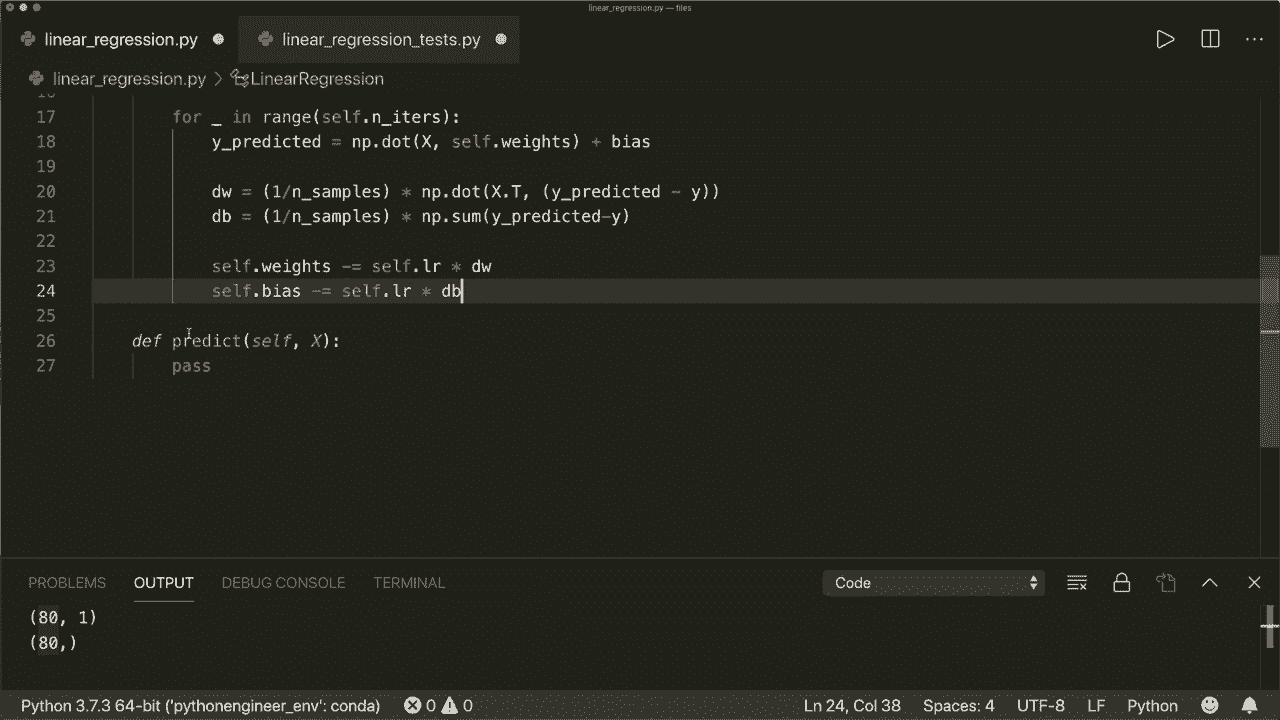 linear_regression.py — files
linear_regression.py linear_regression_tests.py
linear_regression.py > LinearRegression
16
17 for _ in range(self.n_iters):
18 y_predicted = np.dot(X, self.weights) + bias
19
20 dw = (1/n_samples) * np.dot(X.T, (y_predicted - y))
21 db = (1/n_samples) * np.sum(y_predicted-y)
22
23 self.weights -= self.lr * dw
24 self.bias -= self.lr * db
25
26 def predict(self, X):
27 pass
PROBLEMS OUTPUT DEBUG CONSOLE TERMINAL Code
(80, 1)
(80,)
Python 3.7.3 64-bit ('pythonengineer_env': conda) 0 0 Ln 24, Col 38 Spaces: 4 UTF-8 LF Python